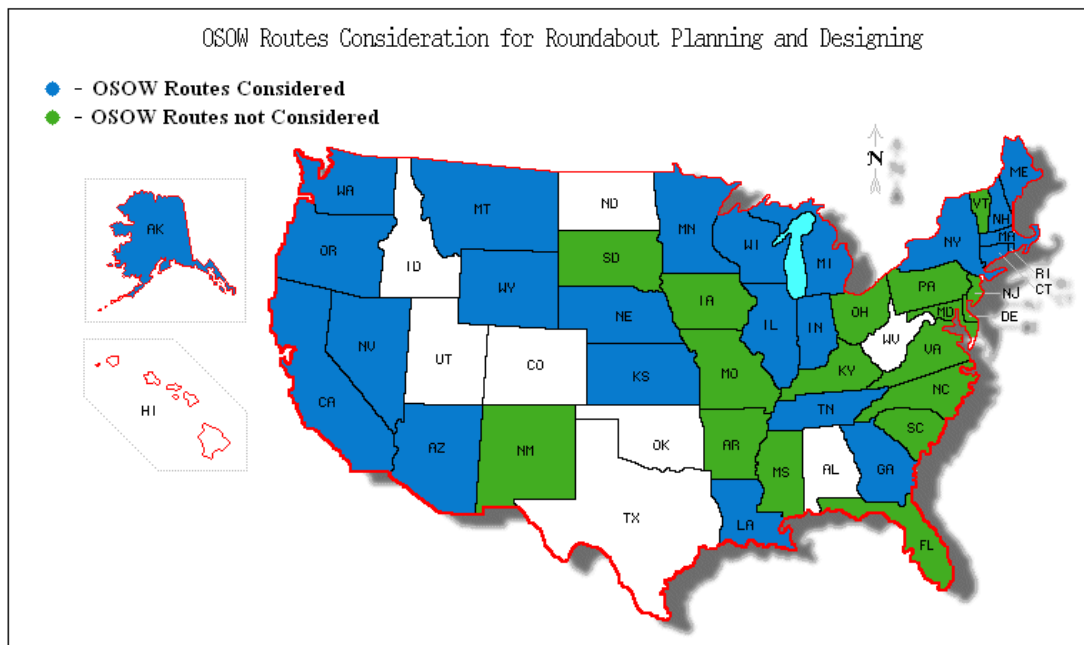 OSOW Routes Consideration for Roundabout Planning and Designing
- OSOW Routes Considered
- OSOW Routes not Considered
N
ME
WA
VT
MT
ND
NH
AK
MN
NY
MA
OR
WI
SD
ID
MI
RI
WY
PA
CT
IA
NJ
NE
OH
IL
IN
MD
DE
NV
WV
UT
CO
VA
KS
MO
KY
CA
NC
HI
TN
SC
AZ
NM
OK
AR
MS
AL
GA
TX
LA
FL